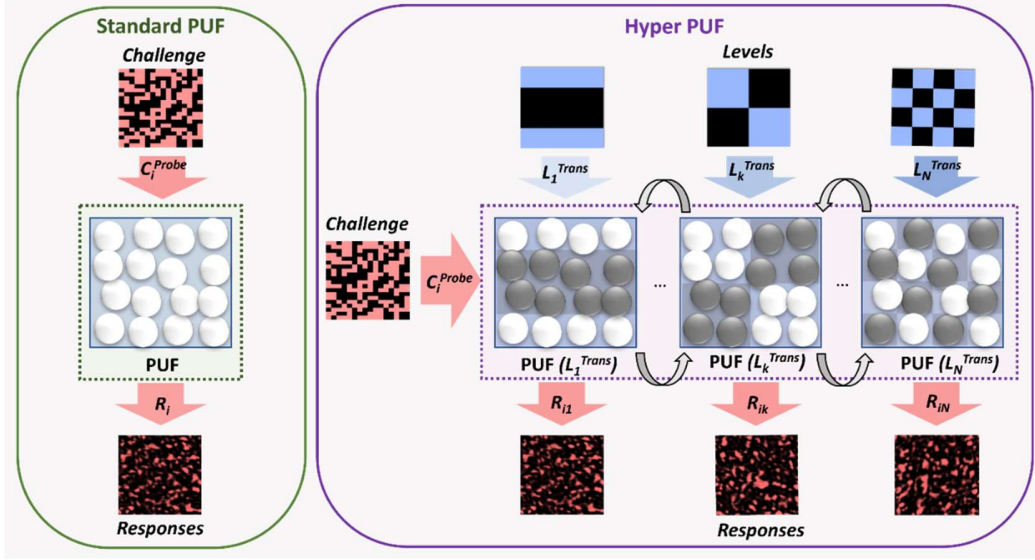 Standard PUF
Challenge
C_i^Probe
PUF
R_i
Responses
Hyper PUF
Levels
L_1^Trans
L_k^Trans
L_N^Trans
Challenge
C_i^Probe
...
...
PUF (L_1^Trans)
PUF (L_k^Trans)
PUF (L_N^Trans)
R_i1
R_ik
R_iN
Responses